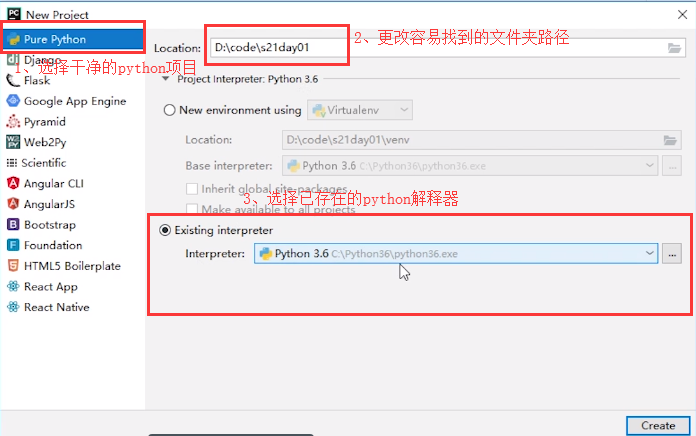 New Project
Pure Python
Django
Flask
Google App Engine
Pyramid
Web2Py
Scientific
Angular CLI
AngularJS
Bootstrap
Foundation
HTML5 Boilerplate
React App
React Native
1、选择干净的python项目
Location: D:\code\s21day01
2、更改容易找到的文件夹路径
Project Interpreter: Python 3.6
New environment using Virtualenv
Location: D:\code\s21day01\venv
Base interpreter: Python 3.6 C:\Python36\python36.exe ...
Inherit global site-packages
3、选择已存在的python解释器
Make available to all projects
Existing interpreter
Interpreter: Python 3.6 C:\Python36\python36.exe ...
Create